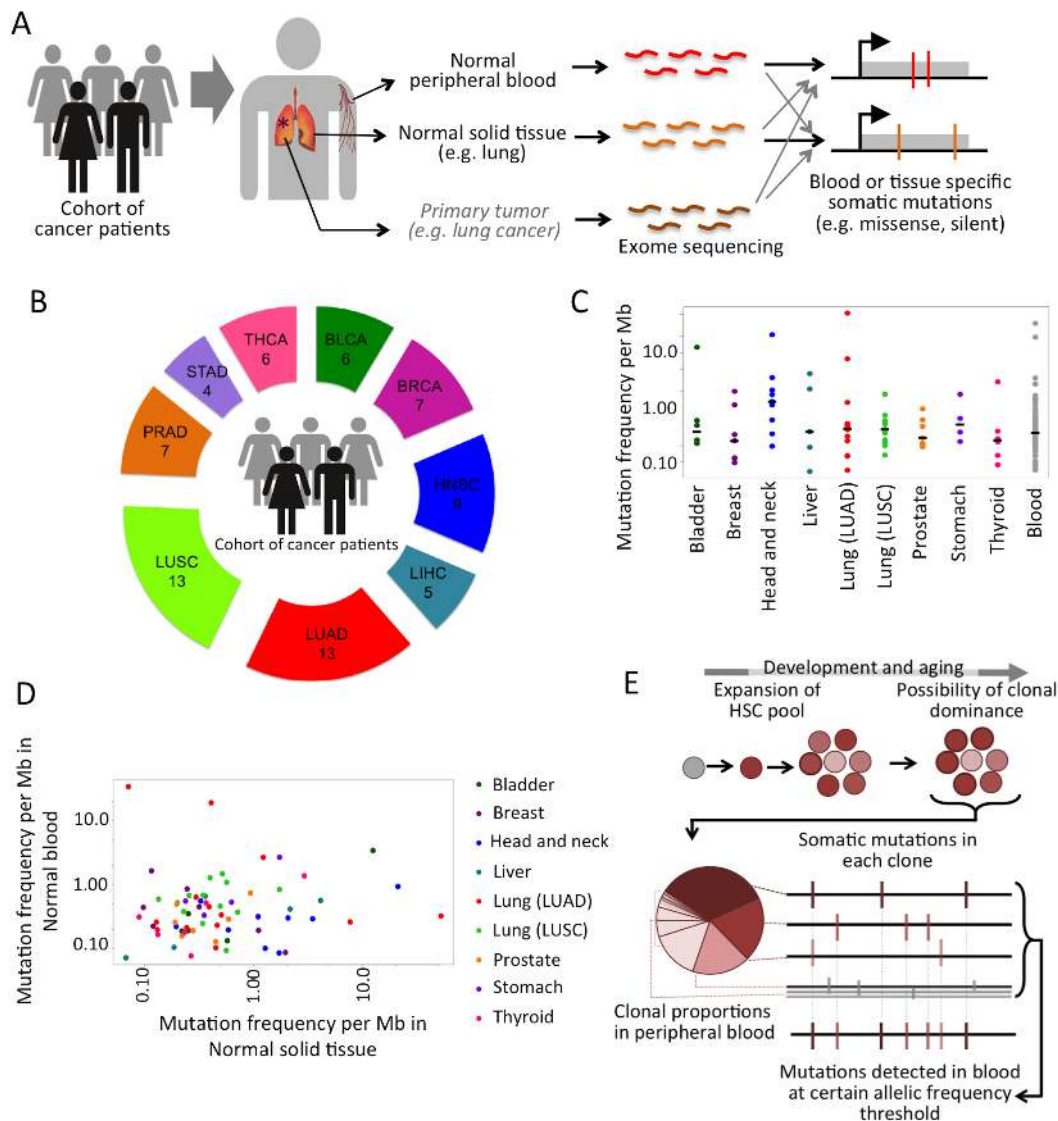 A
Cohort of
cancer patients
*
Normal
peripheral blood
Normal solid tissue
(e.g. lung)
Primary tumor
(e.g. lung cancer)
Exome sequencing
Blood or tissue specific
somatic mutations
(e.g. missense, silent)
B
THCA
6
BLCA
6
BRCA
7
HNSC
9
LIHC
5
LUAD
13
LUSC
13
PRAD
7
STAD
4
Cohort of cancer patients
C
Mutation frequency per Mb
10.0
1.00
0.10
Bladder
Breast
Head and neck
Liver
Lung (LUAD)
Lung (LUSC)
Prostate
Stomach
Thyroid
Blood
D
Mutation frequency per Mb in
Normal blood
10.0
1.00
0.10
0.10
1.00
10.0
Mutation frequency per Mb in
Normal solid tissue
Bladder
Breast
Head and neck
Liver
Lung (LUAD)
Lung (LUSC)
Prostate
Stomach
Thyroid
E
Development and aging
Expansion of
HSC pool
Possibility of clonal
dominance
Somatic mutations in
each clone
Clonal proportions
in peripheral blood
Mutations detected in blood
at certain allelic frequency
threshold